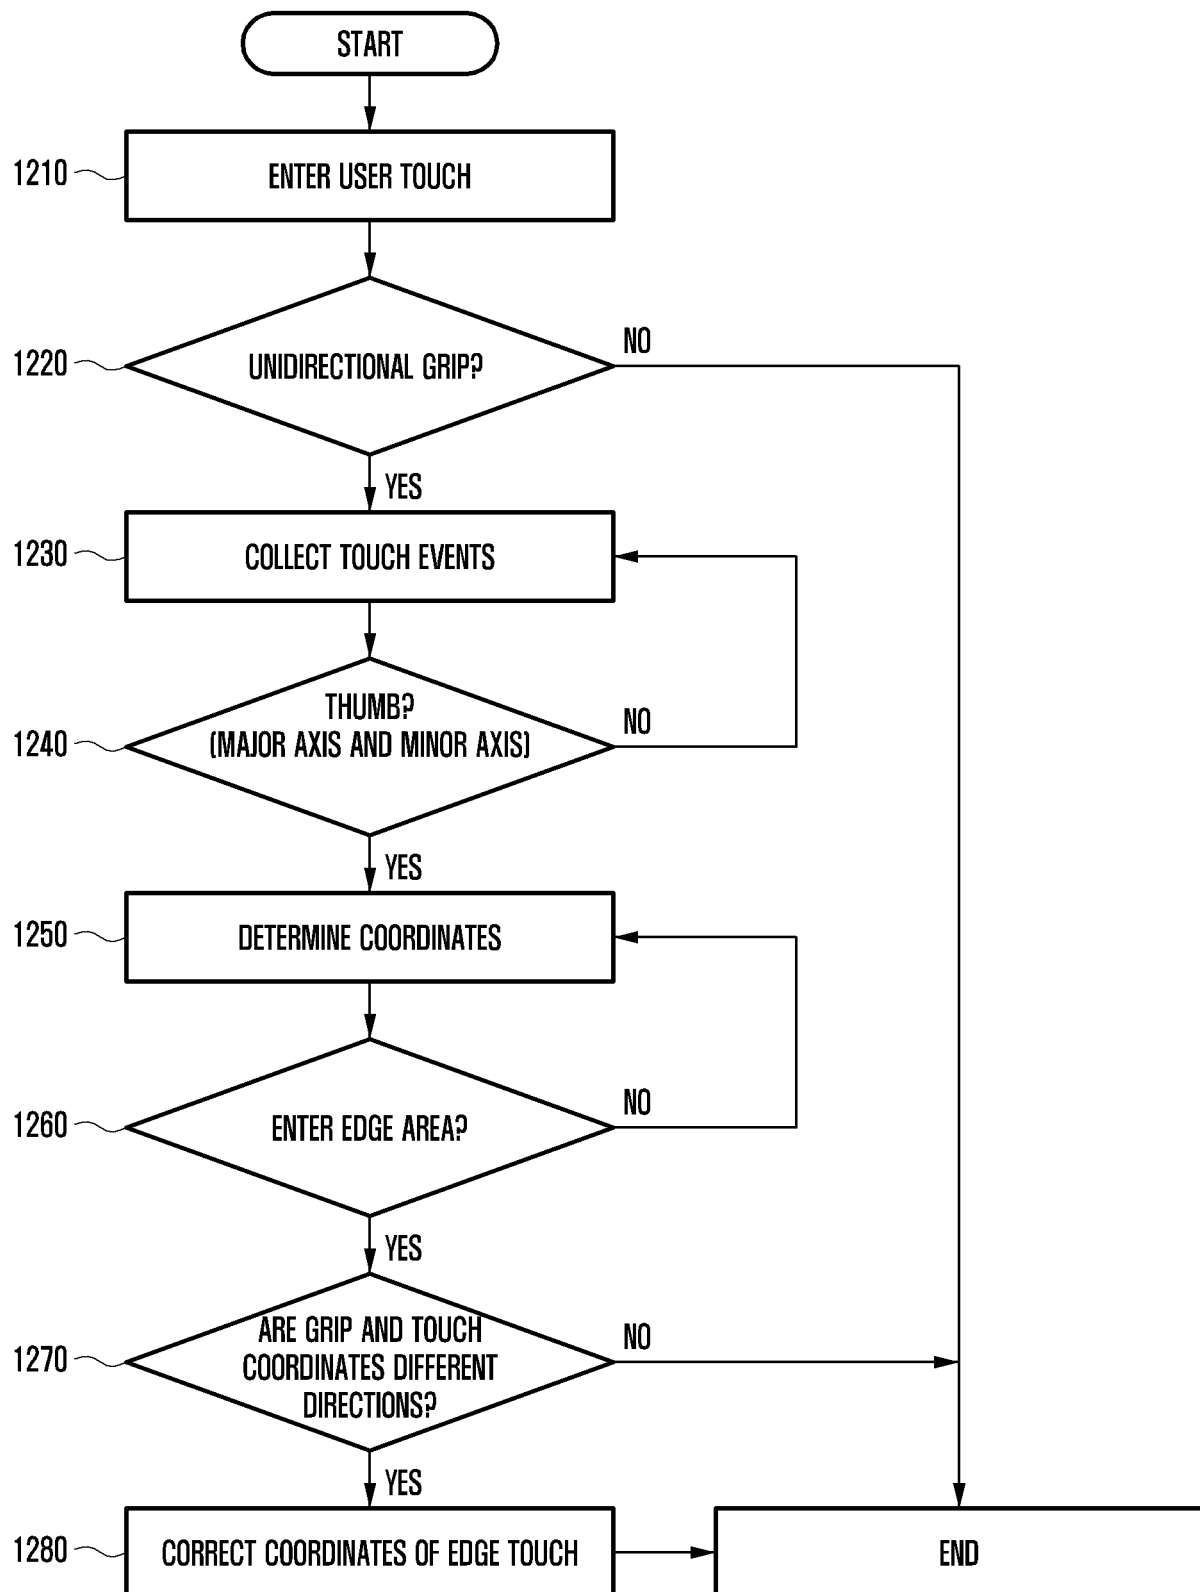 START
1210
ENTER USER TOUCH
1220
UNIDIRECTIONAL GRIP?
NO
YES
1230
COLLECT TOUCH EVENTS
1240
THUMB?
(MAJOR AXIS AND MINOR AXIS)
NO
YES
1250
DETERMINE COORDINATES
1260
ENTER EDGE AREA?
NO
YES
1270
ARE GRIP AND TOUCH
COORDINATES DIFFERENT
DIRECTIONS?
NO
YES
1280
CORRECT COORDINATES OF EDGE TOUCH
END